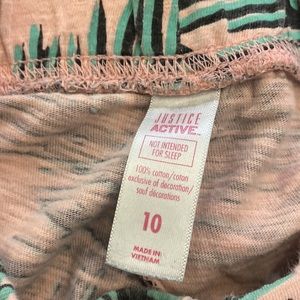 JUSTICE
ACTIVE
NOT INTENDED
FOR SLEEP
100% cotton/coton
exclusive of decoration/
sauf décorations
10
MADE IN
VIETNAM